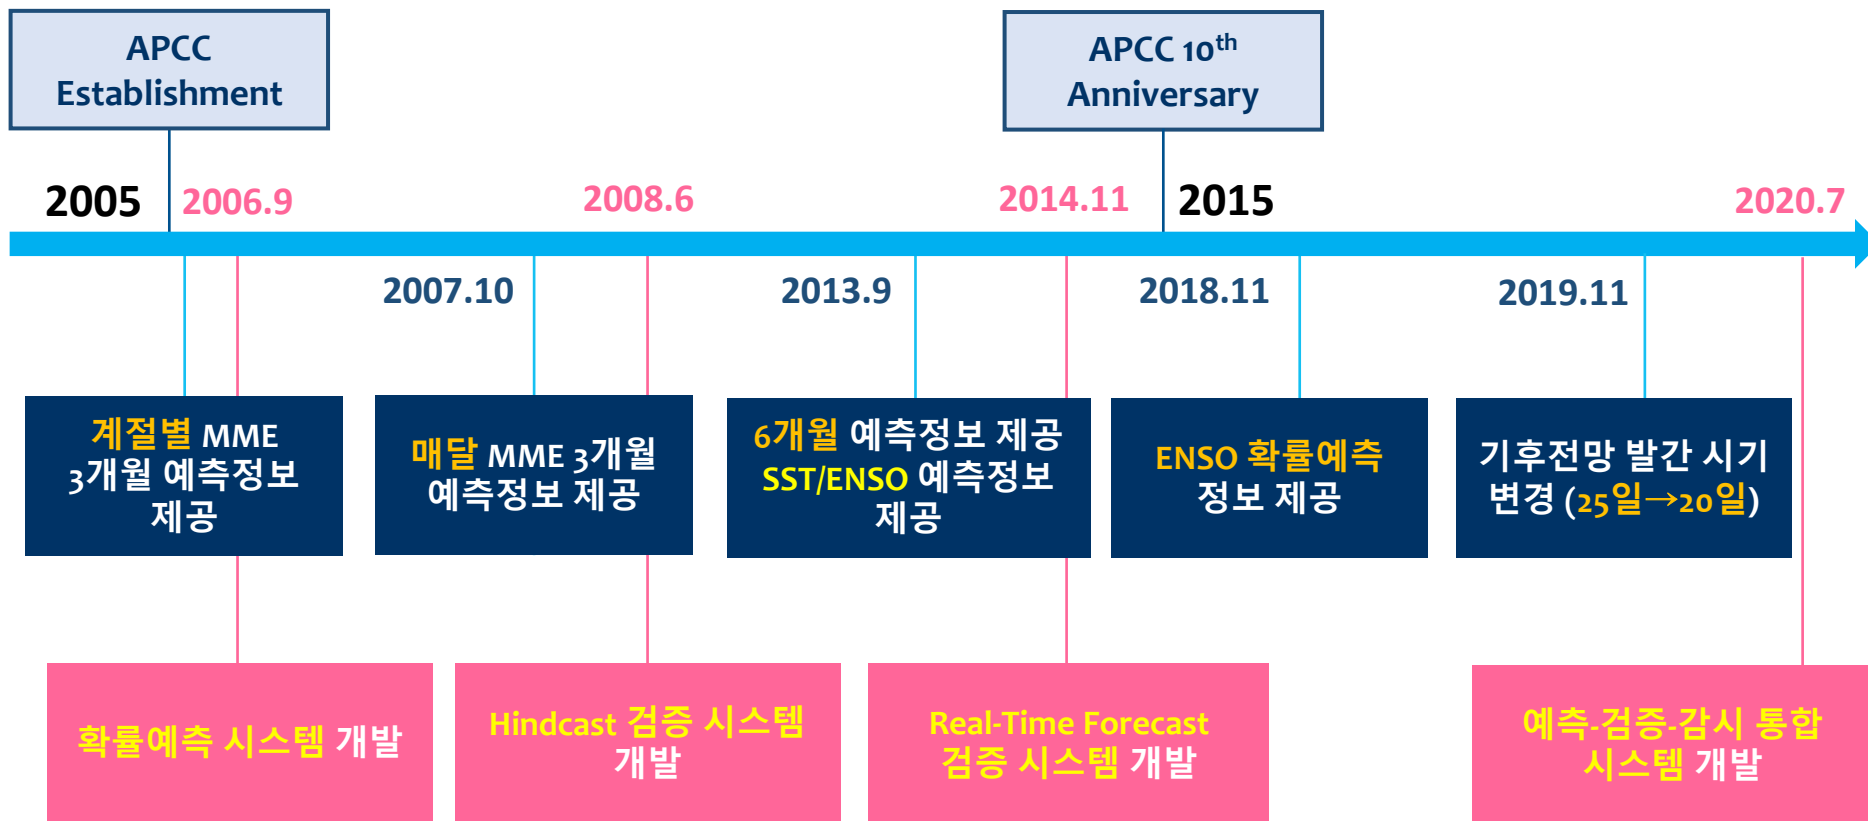 APCC
Establishment
APCC 10th
Anniversary
2005
2006.9
2008.6
2014.11
2015
2020.7
2007.10
2013.9
2018.11
2019.11
계절별 MME
3개월 예측정보
제공
매달 MME 3개월
예측정보 제공
6개월 예측정보 제공
SST/ENSO 예측정보
제공
ENSO 확률예측
정보 제공
기후전망 발간 시기
변경 (25일→20일)
확률예측 시스템 개발
Hindcast 검증 시스템
개발
Real-Time Forecast
검증 시스템 개발
예측-검증-감시 통합
시스템 개발